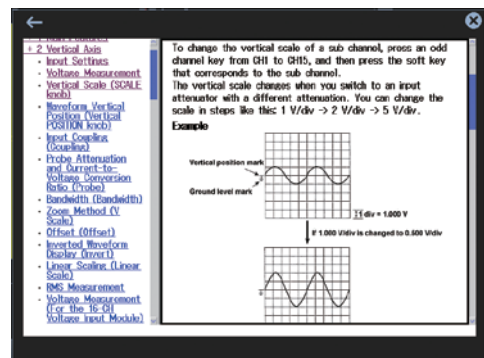 2 Vertical Axis
Input Settings
Voltage Measurement
Vertical Scale (SCALE
knob)
Waveform Vertical
Position (Vertical
POSITION knob)
Input Coupling
(Coupling)
Probe Attenuation
and Current-to-
Voltage Conversion
Ratio (Probe)
Bandwidth (Bandwidth)
Zoom Method (V
Scale)
Offset (Offset)
Inverted Waveform
Display (Invert)
Linear Scaling (Linear
Scale)
RMS Measurement
Voltage Measurement
(For the 16-CH
Voltage Input Module)
To change the vertical scale of a sub channel, press an odd
channel key from CH1 to CH15, and then press the soft key
that corresponds to the sub channel.
The vertical scale changes when you switch to an input
attenuator with a different attenuation. You can change the
scale in steps like this: 1 V/div -> 2 V/div -> 5 V/div.
Example
Vertical position mark
Ground level mark
1 div = 1.000 V
If 1.000 V/div is changed to 0.500 V/div